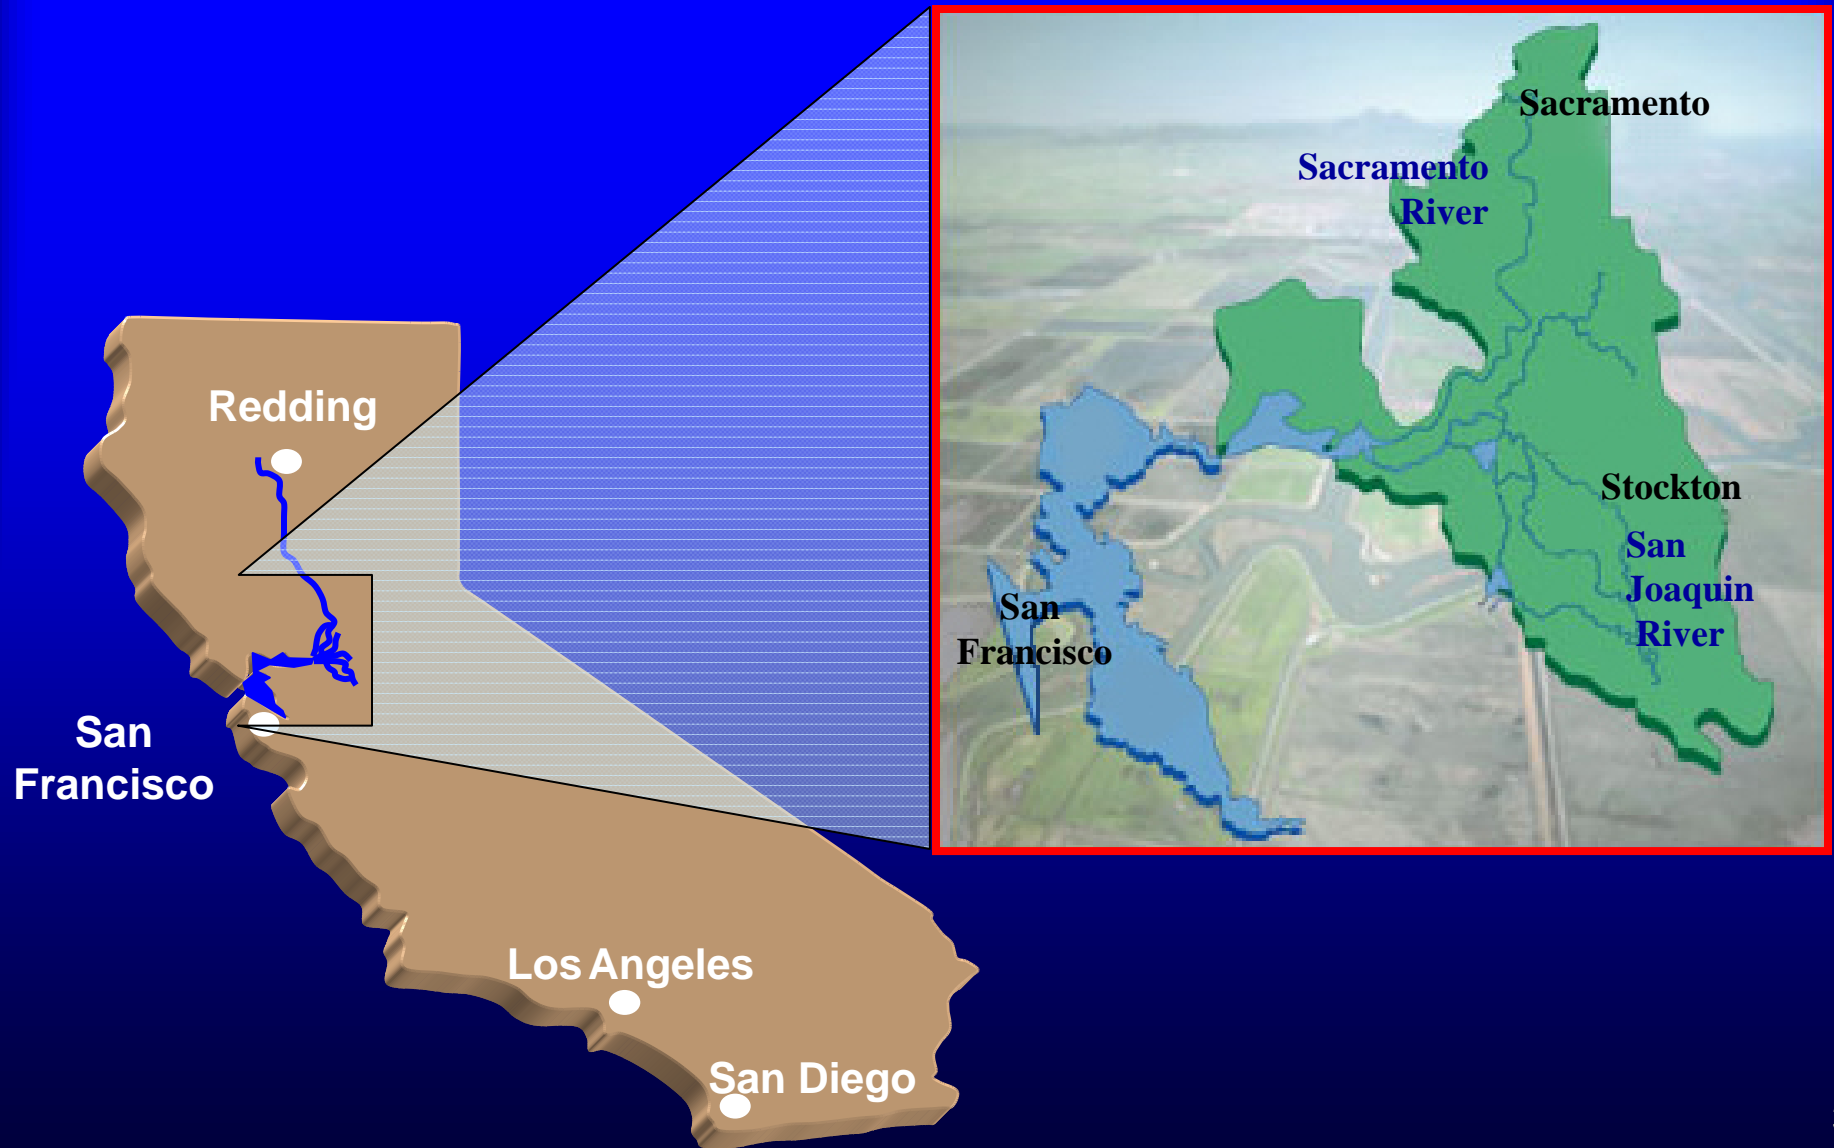 Sacramento
Sacramento
River
Redding
Stockton
San
Joaquin
River
San
Francisco
San
Francisco
Los Angeles
San Diego